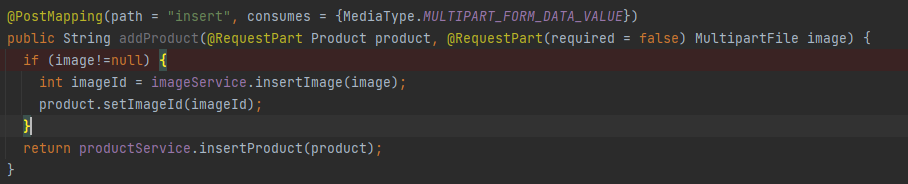 @PostMapping(path = "insert", consumes = {MediaType.MULTIPART_FORM_DATA_VALUE})
public String addProduct(@RequestPart Product product, @RequestPart(required = false) MultipartFile image) {
  if (image!=null) {
    int imageId = imageService.insertImage(image);
    product.setImageId(imageId);
  }
  return productService.insertProduct(product);
}